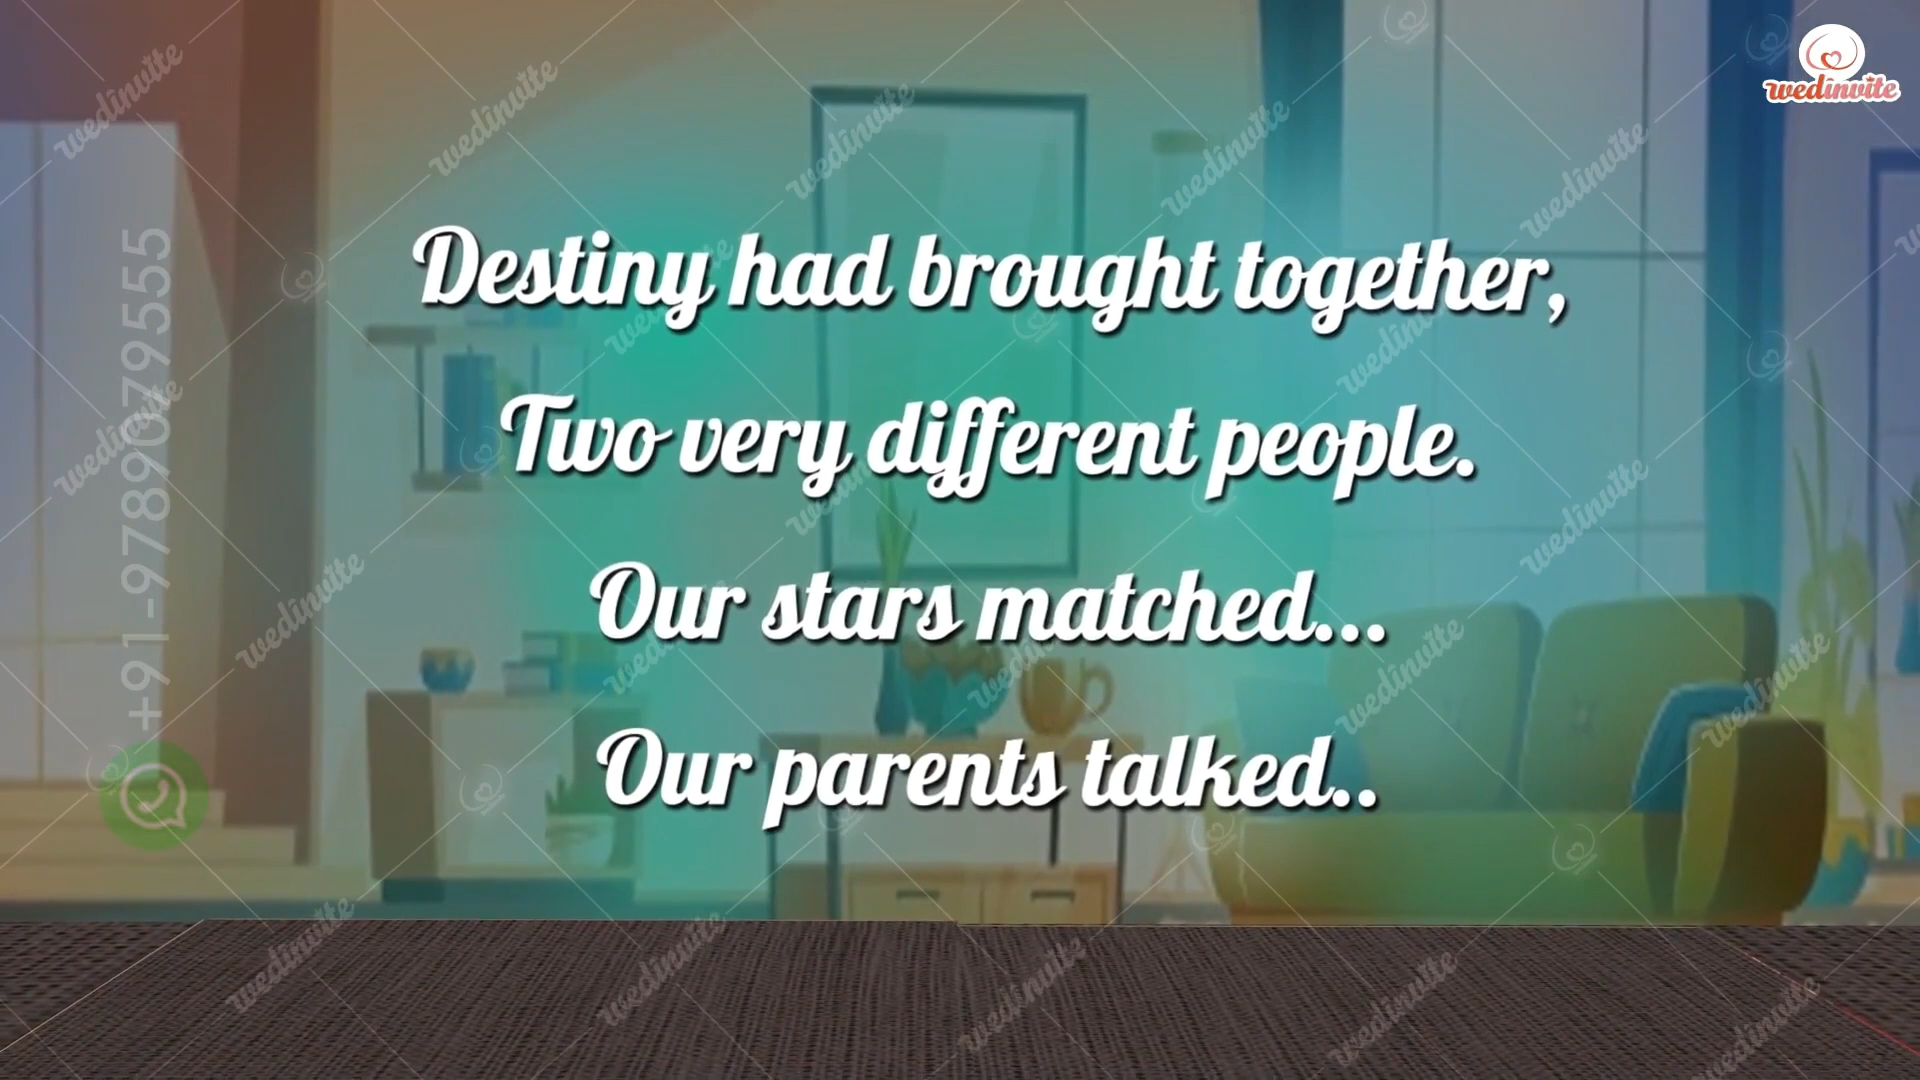 wedinvite
Destiny had brought together,
Two very different people.
Our stars matched...
Our parents talked..
+91-9789079555